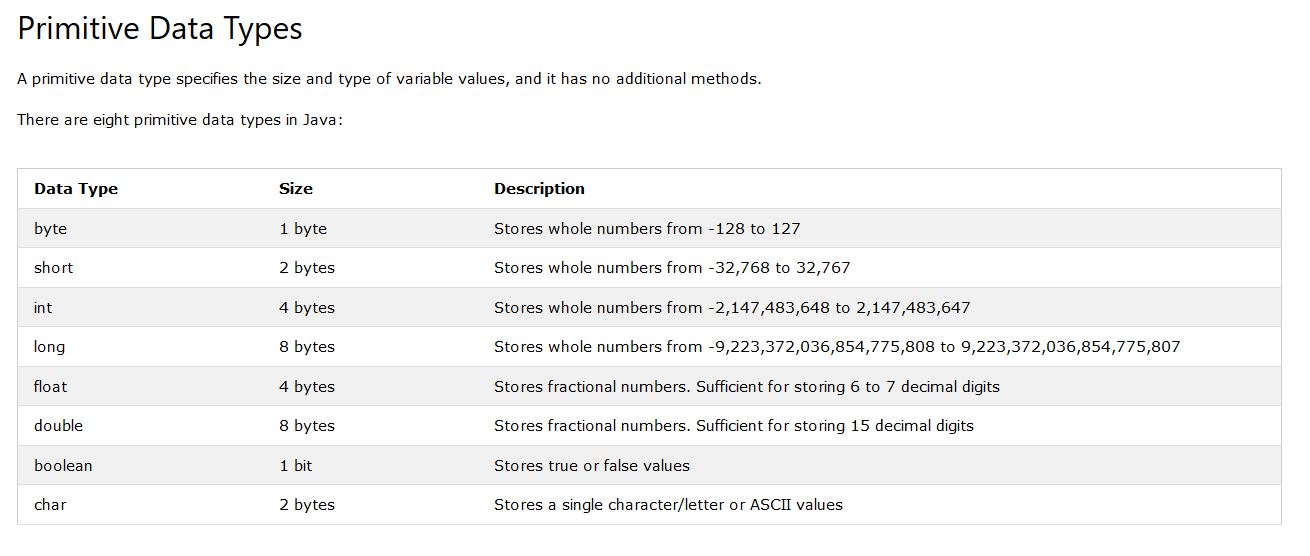 Primitive Data Types
A primitive data type specifies the size and type of variable values, and it has no additional methods.
There are eight primitive data types in Java:
Data Type Size Description
byte 1 byte Stores whole numbers from -128 to 127
short 2 bytes Stores whole numbers from -32,768 to 32,767
int 4 bytes Stores whole numbers from -2,147,483,648 to 2,147,483,647
long 8 bytes Stores whole numbers from -9,223,372,036,854,775,808 to 9,223,372,036,854,775,807
float 4 bytes Stores fractional numbers. Sufficient for storing 6 to 7 decimal digits
double 8 bytes Stores fractional numbers. Sufficient for storing 15 decimal digits
boolean 1 bit Stores true or false values
char 2 bytes Stores a single character/letter or ASCII values